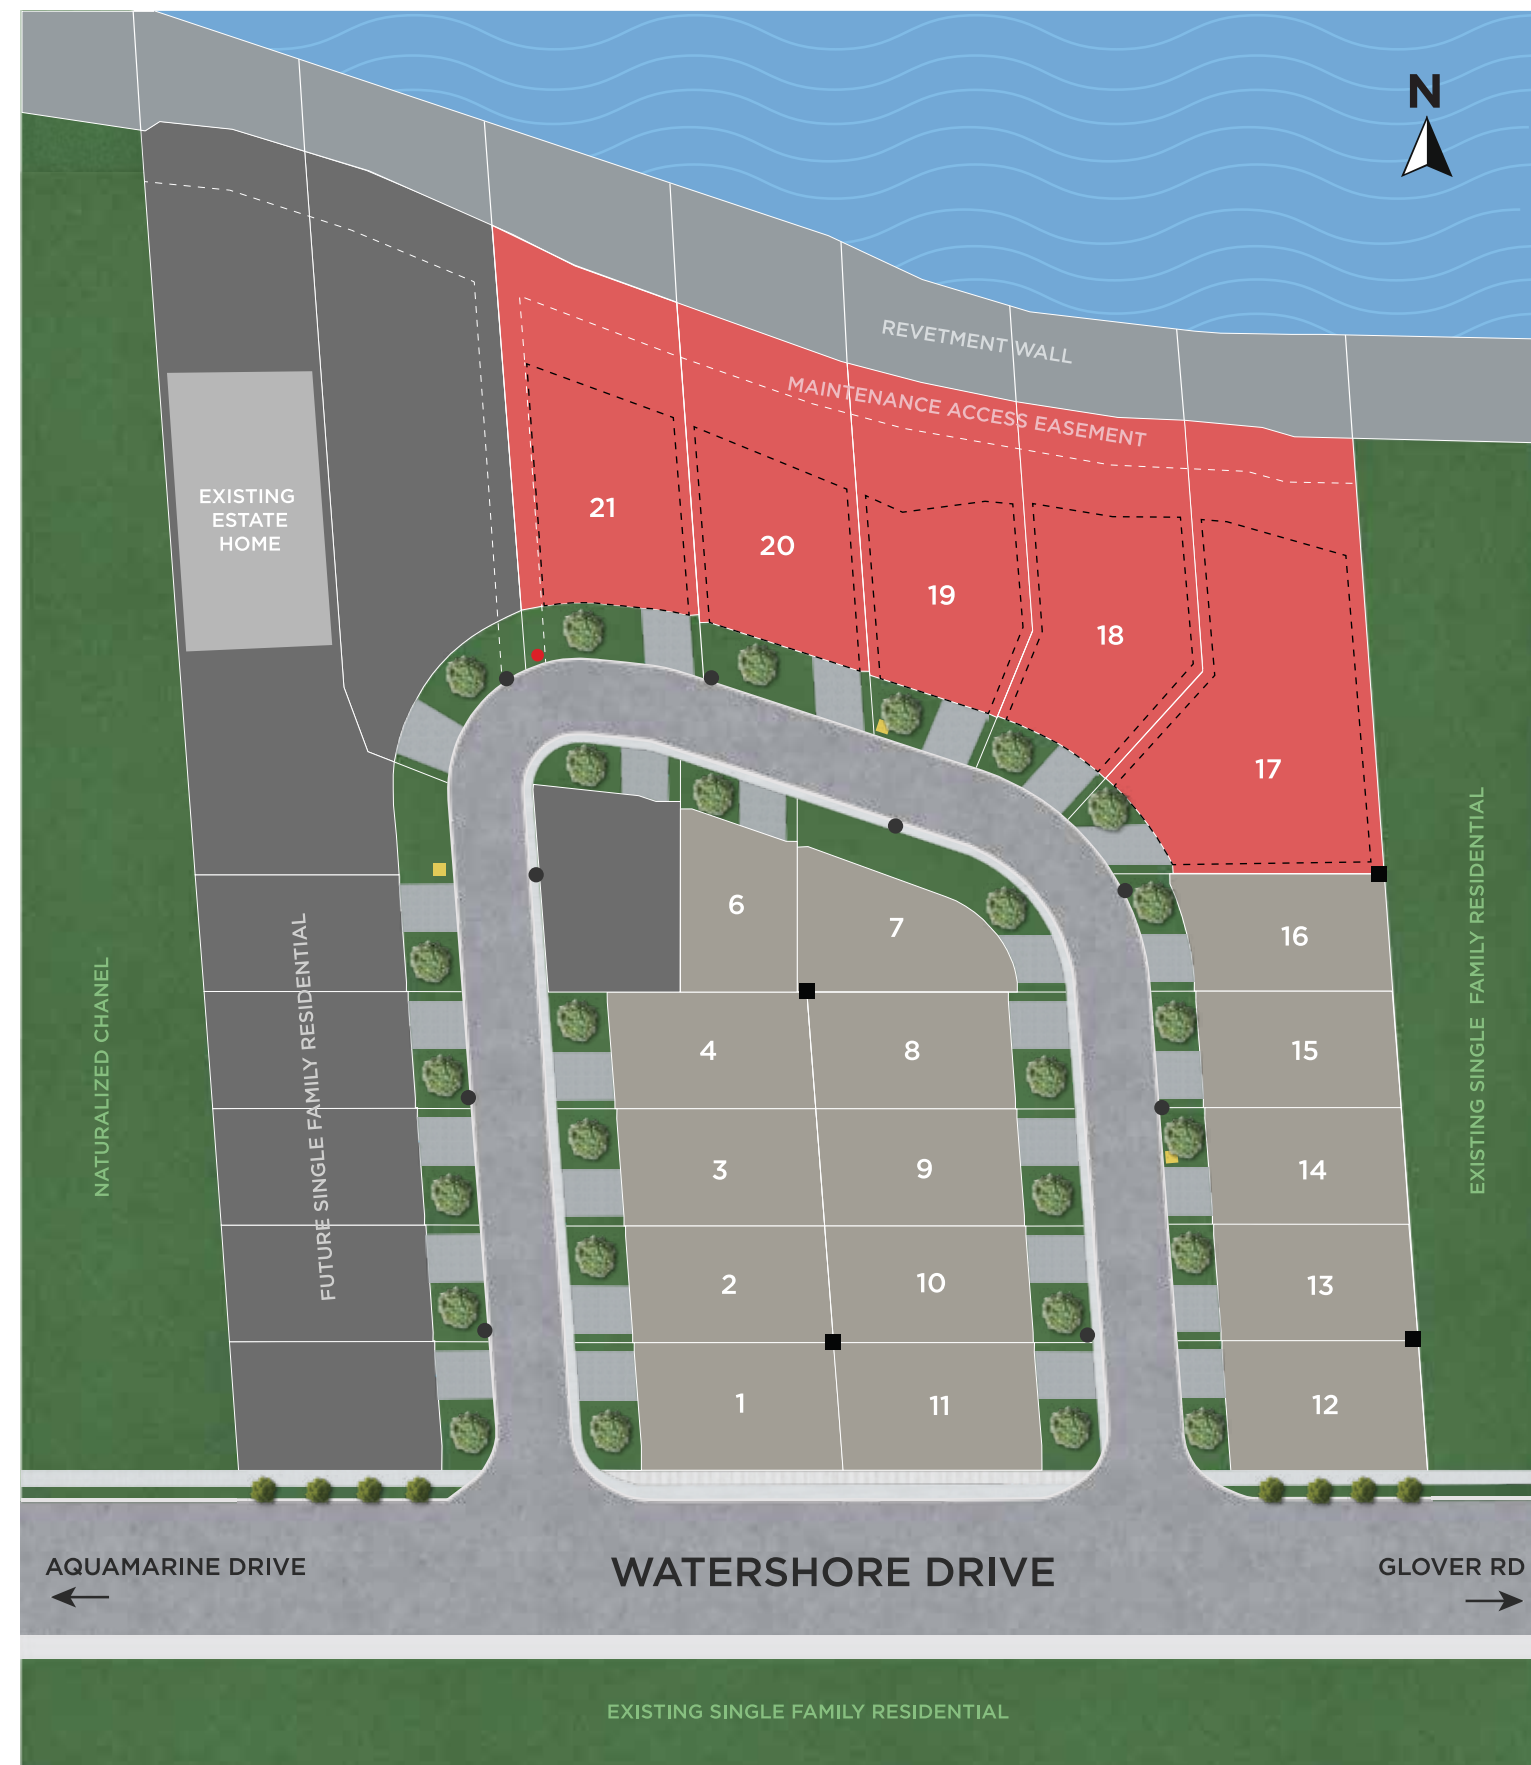 N
REVETMENT WALL
MAINTENANCE ACCESS EASEMENT
EXISTING
ESTATE
HOME
21
20
19
18
17
6
7
16
4
8
15
3
9
14
2
10
13
1
11
12
NATURALIZED CHANEL
FUTURE SINGLE FAMILY RESIDENTIAL
EXISTING SINGLE FAMILY RESIDENTIAL
AQUAMARINE DRIVE
WATERSHORE DRIVE
GLOVER RD
EXISTING SINGLE FAMILY RESIDENTIAL